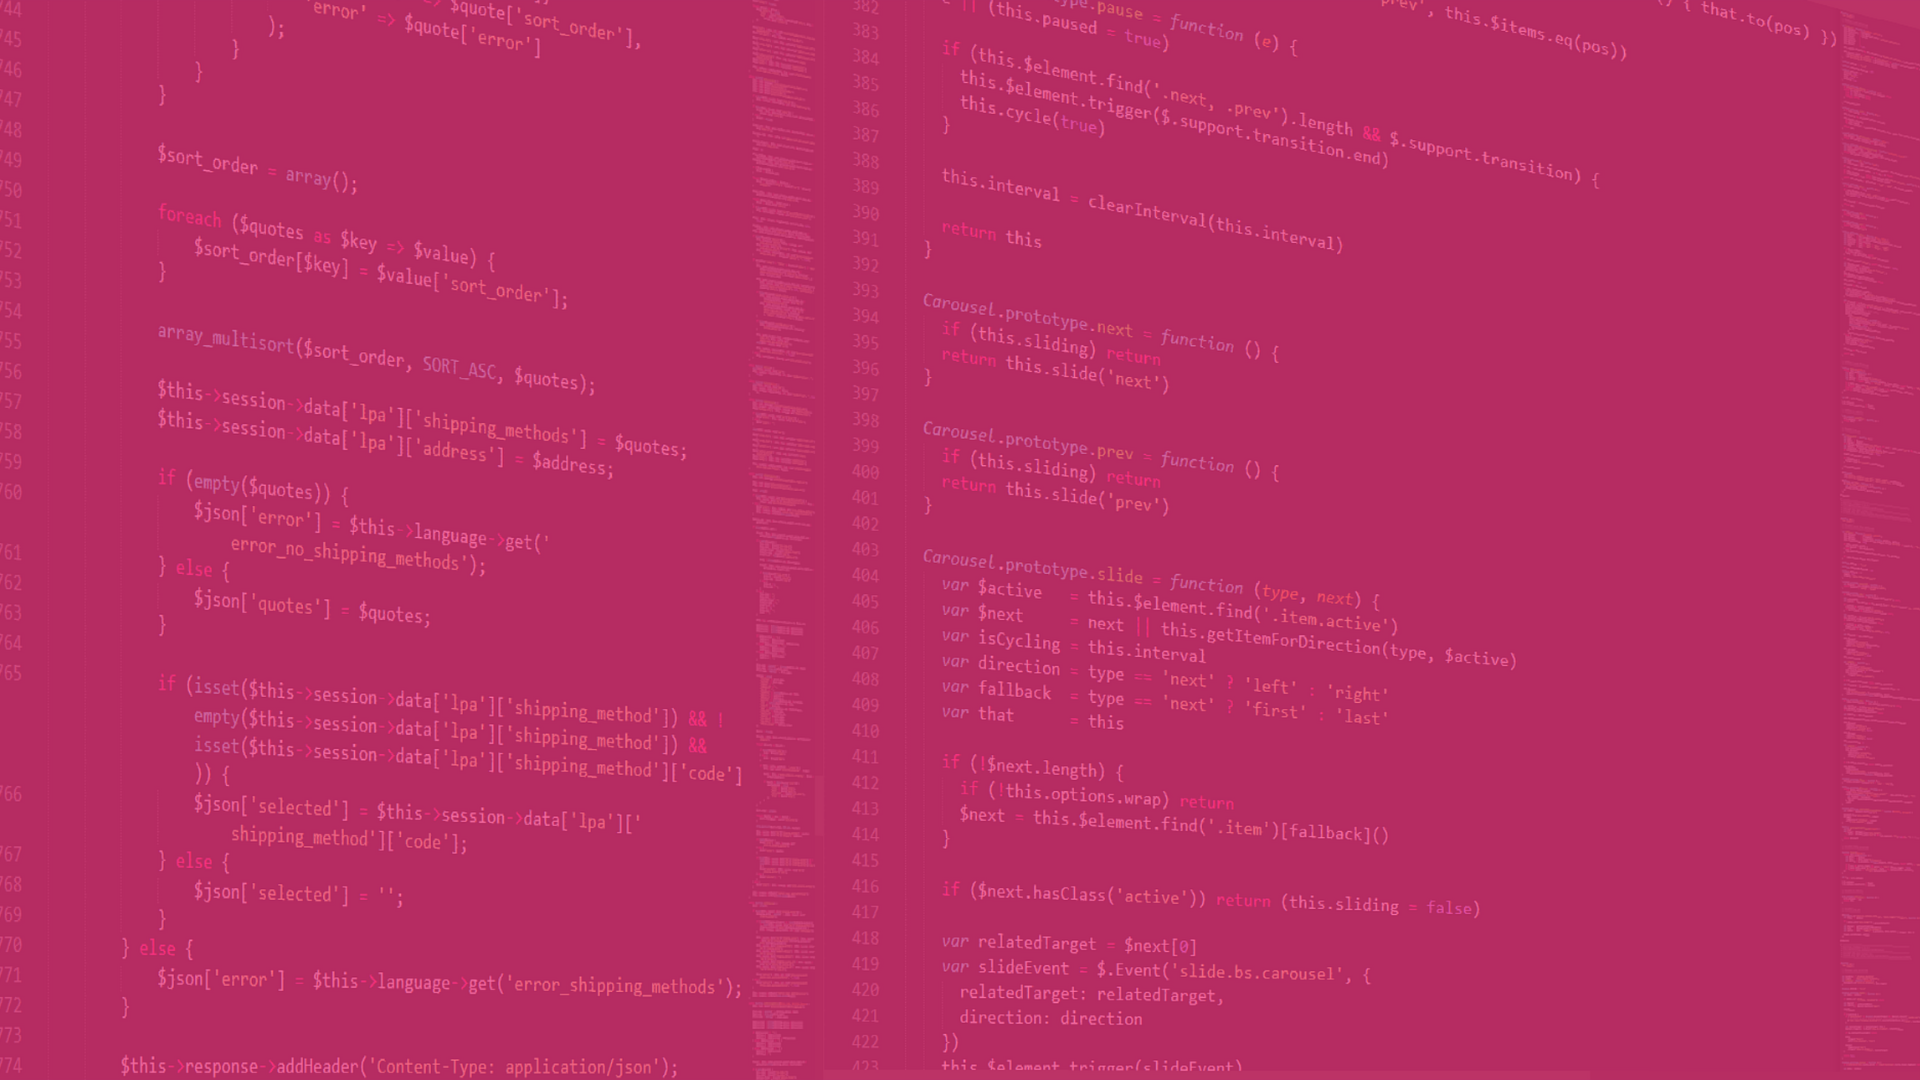 744
745
746
747
748
749
750
751
752
753
754
755
756
757
758
759
760
761
762
763
764
765
766
767
768
769
770
771
772
773
774
=> $quote['sort_order'],
'error' => $quote['error']
);
}
}
}
$sort_order = array();
foreach ($quotes as $key => $value) {
$sort_order[$key] = $value['sort_order'];
}
array_multisort($sort_order, SORT_ASC, $quotes);
$this->session->data['lpa']['shipping_methods'] = $quotes;
$this->session->data['lpa']['address'] = $address;
if (empty($quotes)) {
$json['error'] = $this->language->get('
error_no_shipping_methods');
} else {
$json['quotes'] = $quotes;
}
if (isset($this->session->data['lpa']['shipping_method']) && !
empty($this->session->data['lpa']['shipping_method']) &&
isset($this->session->data['lpa']['shipping_method']['code']
)) {
$json['selected'] = $this->session->data['lpa']['
shipping_method']['code'];
} else {
$json['selected'] = '';
}
} else {
$json['error'] = $this->language->get('error_shipping_methods');
}
$this->response->addHeader('Content-Type: application/json');
382
383
384
385
386
387
388
389
390
391
392
393
394
395
396
397
398
399
400
401
402
403
404
405
406
407
408
409
410
411
412
413
414
415
416
417
418
419
420
421
422
423
prev', this.$items.eq(pos))
() { that.to(pos) })
.pause = function (e) {
e || (this.paused = true)
if (this.$element.find('.next, .prev').length && $.support.transition) {
this.$element.trigger($.support.transition.end)
this.cycle(true)
}
this.interval = clearInterval(this.interval)
return this
}
Carousel.prototype.next = function () {
if (this.sliding) return
return this.slide('next')
}
Carousel.prototype.prev = function () {
if (this.sliding) return
return this.slide('prev')
}
Carousel.prototype.slide = function (type, next) {
var $active = this.$element.find('.item.active')
var $next = next || this.getItemForDirection(type, $active)
var isCycling = this.interval
var direction = type == 'next' ? 'left' : 'right'
var fallback = type == 'next' ? 'first' : 'last'
var that = this
if (!$next.length) {
if (!this.options.wrap) return
$next = this.$element.find('.item')[fallback]()
}
if ($next.hasClass('active')) return (this.sliding = false)
var relatedTarget = $next[0]
var slideEvent = $.Event('slide.bs.carousel', {
relatedTarget: relatedTarget,
direction: direction
})
this.$element.trigger(slideEvent)